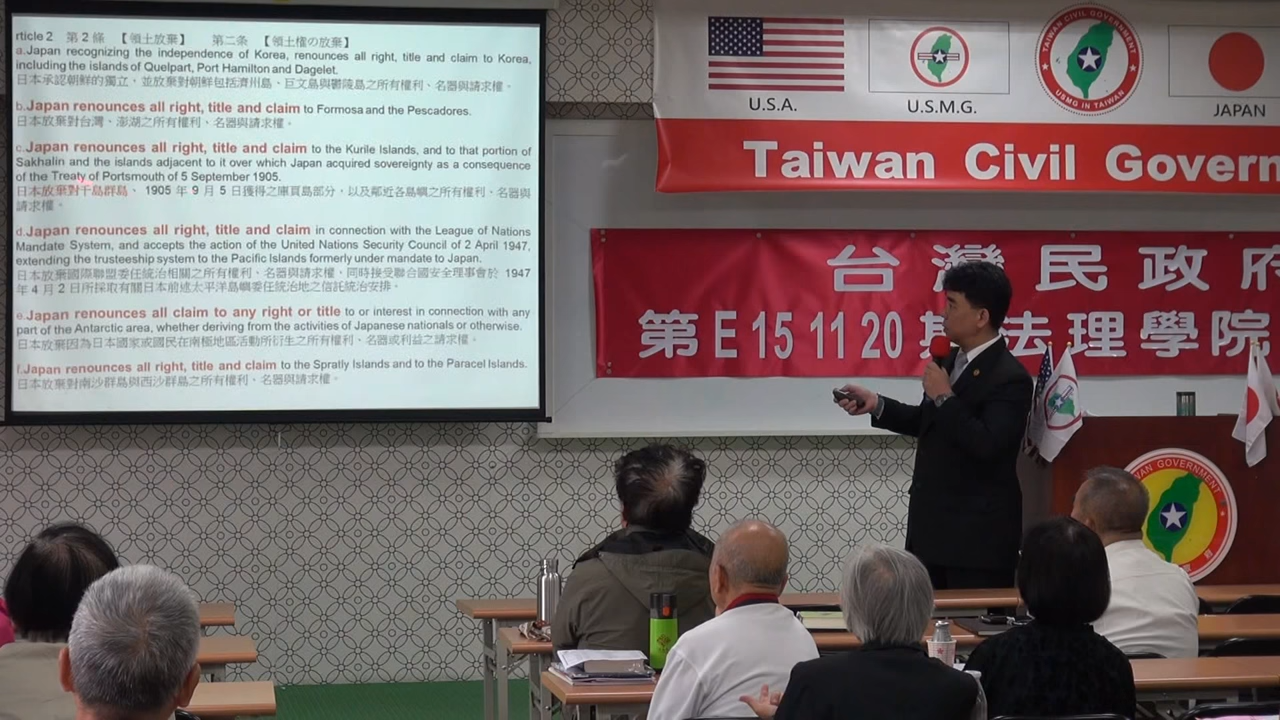 rticle 2 第 2 條 【領土放棄】 第二条 【領土權の放棄】
a.Japan recognizing the independence of Korea, renounces all right, title and claim to Korea,
including the islands of Quelpart, Port Hamilton and Dagelet.
日本承認朝鮮的獨立、並放棄對朝鮮包括濟州島、巨文島與鬱陵島之所有權利、名器與請求權。
b.Japan renounces all right, title and claim to Formosa and the Pescadores.
日本放棄對台灣、澎湖之所有權利、名器與請求權。
c.Japan renounces all right, title and claim to the Kurile Islands, and to that portion of
Sakhalin and the islands adjacent to it over which Japan acquired sovereignty as a consequence
of the Treaty of Portsmouth of 5 September 1905.
日本放棄對千島群島、 1905 年 9 月 5 日獲得之庫頁島部分，以及鄰近各島嶼之所有權利、名器與
請求權。
d.Japan renounces all right, title and claim in connection with the League of Nations
Mandate System, and accepts the action of the United Nations Security Council of 2 April 1947,
extending the trusteeship system to the Pacific Islands formerly under mandate to Japan.
日本放棄國際聯盟委任統治相關之所有權利、名器與請求權，同時接受聯合國安全理事會於 1947
年 4 月 2 日所採取有關日本前述太平洋島嶼委任統治地之信託統治安排。
e.Japan renounces all claim to any right or title to or interest in connection with any
part of the Antarctic area, whether deriving from the activities of Japanese nationals or otherwise.
日本放棄因為日本國家或國民在南極地區活動所衍生之所有權利、名器或利益之請求權。
f.Japan renounces all right, title and claim to the Spratly Islands and to the Paracel Islands.
日本放棄對南沙群島與西沙群島之所有權利、名器與請求權。
U.S.A.
U.S.M.G.
TAIWAN CIVIL GOVERNMENT
USMG IN TAIWAN
JAPAN
Taiwan Civil Governm
台灣民政府
第E 15 11 20 期法理學院
TAIWAN GOVERNMENT